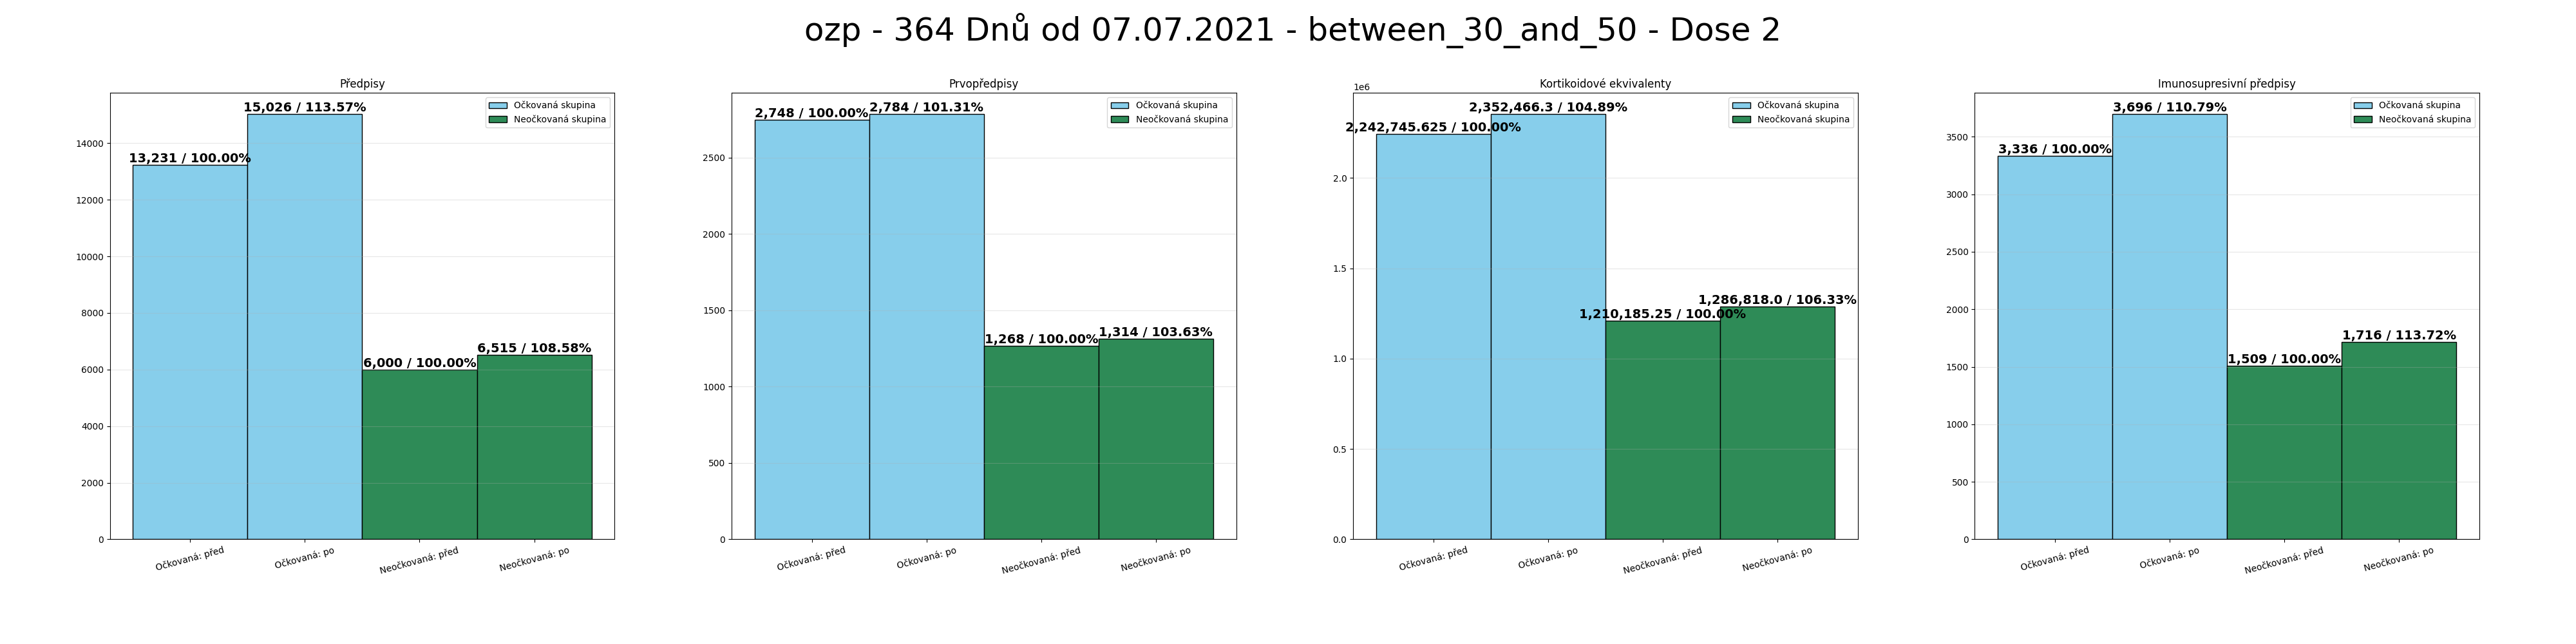 ozp - 364 Dnů od 07.07.2021 - between_30_and_50 - Dose 2
Předpisy
15,026 / 113.57%
13,231 / 100.00%
6,515 / 108.58%
6,000 / 100.00%
Očkovaná skupina
Neočkovaná skupina
14000
12000
10000
8000
6000
4000
2000
0
Očkovaná: před
Očkovaná: po
Neočkovaná: před
Neočkovaná: po
Prvopředpisy
2,748 / 100.00%
2,784 / 101.31%
1,268 / 100.00%
1,314 / 103.63%
Očkovaná skupina
Neočkovaná skupina
2500
2000
1500
1000
500
0
Očkovaná: před
Očkovaná: po
Neočkovaná: před
Neočkovaná: po
Kortikoidové ekvivalenty
1e6
2,352,466.3 / 104.89%
2,242,745.625 / 100.00%
1,286,818.0 / 106.33%
1,210,185.25 / 100.00%
Očkovaná skupina
Neočkovaná skupina
2.0
1.5
1.0
0.5
0.0
Očkovaná: před
Očkovaná: po
Neočkovaná: před
Neočkovaná: po
Imunosupresivní předpisy
3,696 / 110.79%
3,336 / 100.00%
1,716 / 113.72%
1,509 / 100.00%
Očkovaná skupina
Neočkovaná skupina
3500
3000
2500
2000
1500
1000
500
0
Očkovaná: před
Očkovaná: po
Neočkovaná: před
Neočkovaná: po